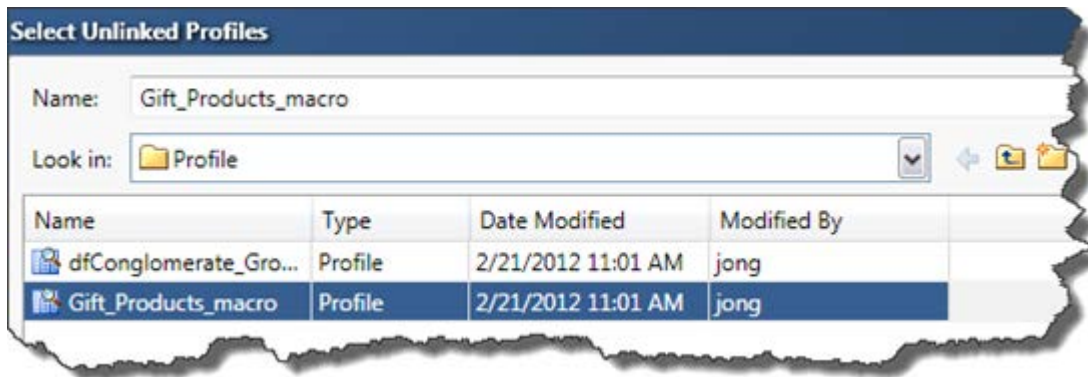 Select Unlinked Profiles
Name: Gift_Products_macro
Look in: Profile
Name Type Date Modified Modified By
dfConglomerate_Gro... Profile 2/21/2012 11:01 AM jong
Gift_Products_macro Profile 2/21/2012 11:01 AM jong